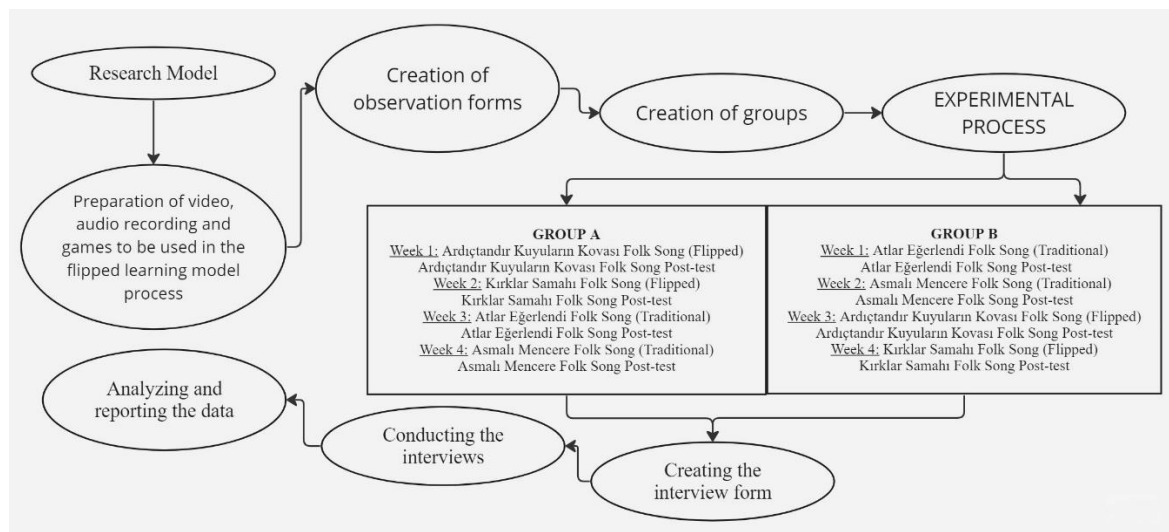 Research Model
Preparation of video,
audio recording and
games to be used in the
flipped learning model
process
Creation of
observation forms
Creation of groups
EXPERIMENTAL
PROCESS
GROUP A
Week 1: Ardıçtandır Kuyuların Kovası Folk Song (Flipped)
Ardıçtandır Kuyuların Kovası Folk Song Post-test
Week 2: Kırklar Samahı Folk Song (Flipped)
Kırklar Samahı Folk Song Post-test
Week 3: Atlar Eğerlendi Folk Song (Traditional)
Atlar Eğerlendi Folk Song Post-test
Week 4: Asmalı Mencere Folk Song (Traditional)
Asmalı Mencere Folk Song Post-test
GROUP B
Week 1: Atlar Eğerlendi Folk Song (Traditional)
Atlar Eğerlendi Folk Song Post-test
Week 2: Asmalı Mencere Folk Song (Traditional)
Asmalı Mencere Folk Song Post-test
Week 3: Ardıçtandır Kuyuların Kovası Folk Song (Flipped)
Ardıçtandır Kuyuların Kovası Folk Song Post-test
Week 4: Kırklar Samahı Folk Song (Flipped)
Kırklar Samahı Folk Song Post-test
Creating the
interview form
Conducting the
interviews
Analyzing and
reporting the data